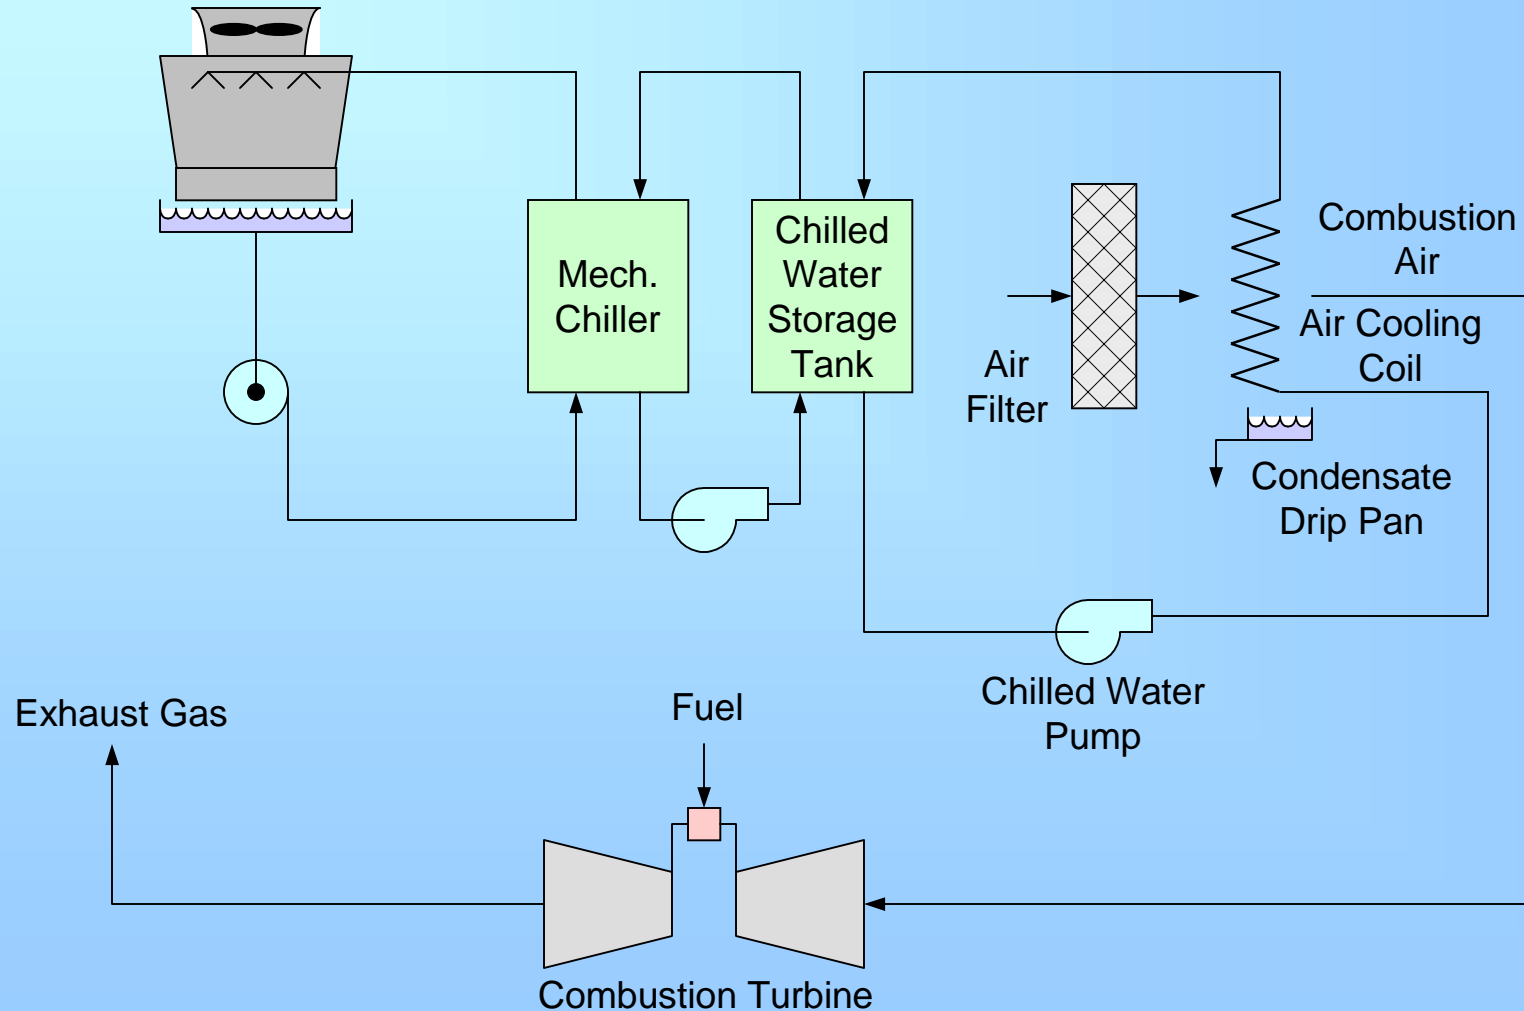 Mech.
Chiller
Chilled
Water
Storage
Tank
Air
Filter
Combustion
Air
Air Cooling
Coil
Condensate
Drip Pan
Chilled Water
Pump
Exhaust Gas
Fuel
Combustion Turbine